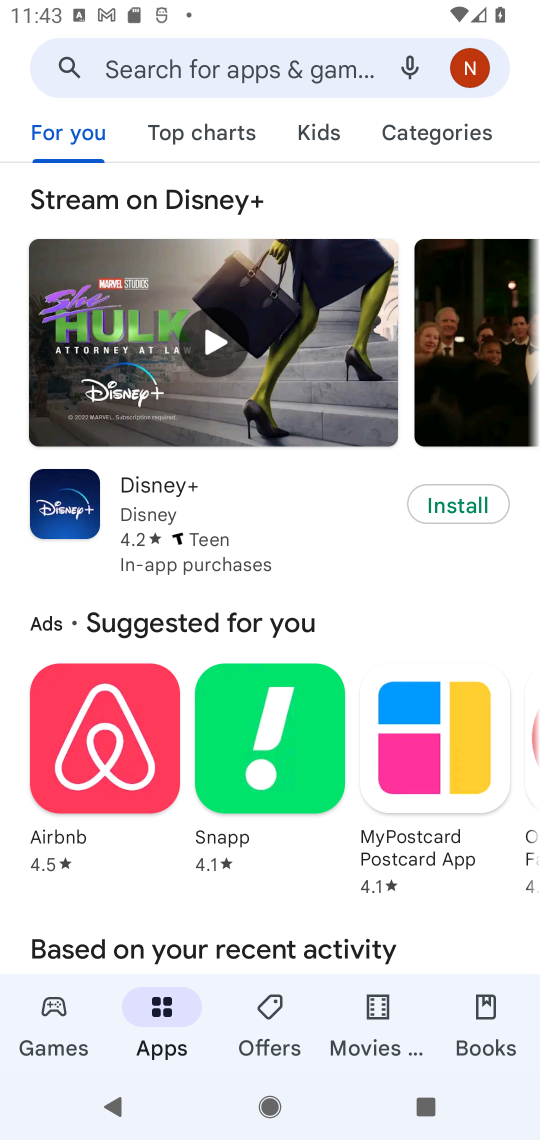 11:43
Search for apps & gam...
N
For you
Top charts
Kids
Categories
Stream on Disney+
MARVEL STUDIOS
She
HULK
ATTORNEY AT LAW
Disney+
© 2022 MARVEL. Subscription required.
Disney+
Disney+
Disney
4.2★ T Teen
In-app purchases
Install
Ads • Suggested for you
Airbnb
4.5★
Snapp
4.1★
MyPostcard
Postcard App
4.1★
O
Fa
4.
Based on your recent activity
Games
Apps
Offers
Movies ...
Books